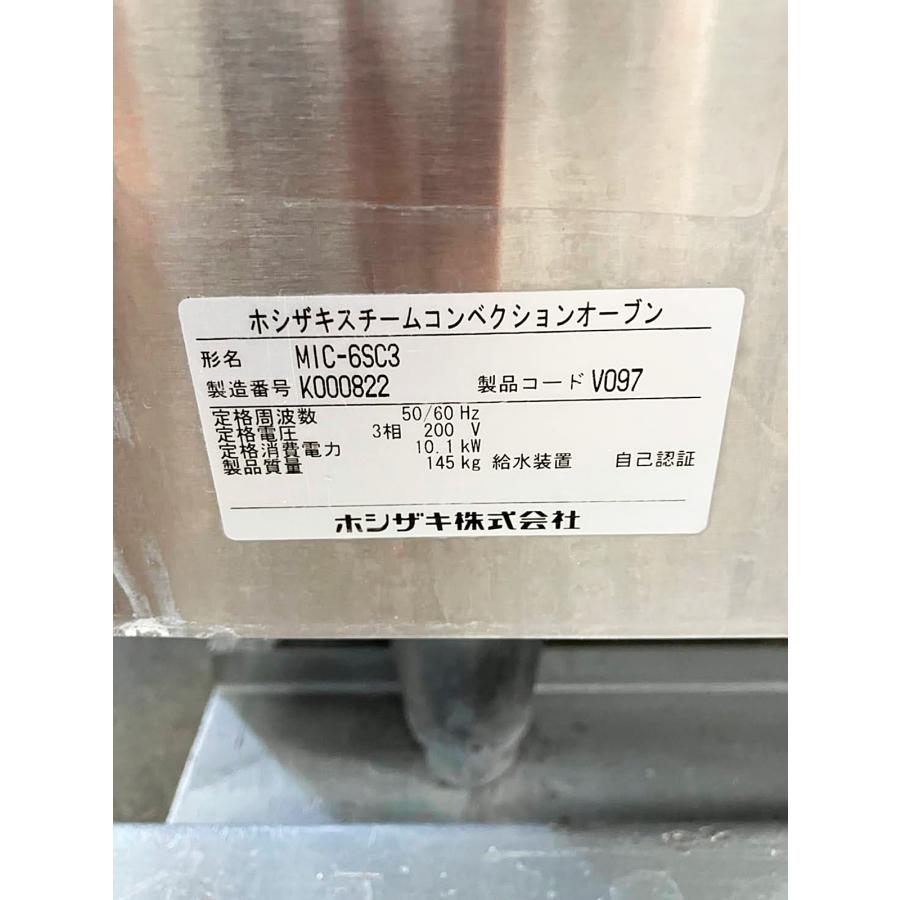 ホシザキスチームコンベクションオーブン
形名 MIC-6SC3
製造番号 K000822 製品コード V097
定格周波数 50/60 Hz
定格電圧 3相 200 V
定格消費電力 10.1 kW
製品質量 145 kg 給水装置 自己認証
ホシザキ株式会社